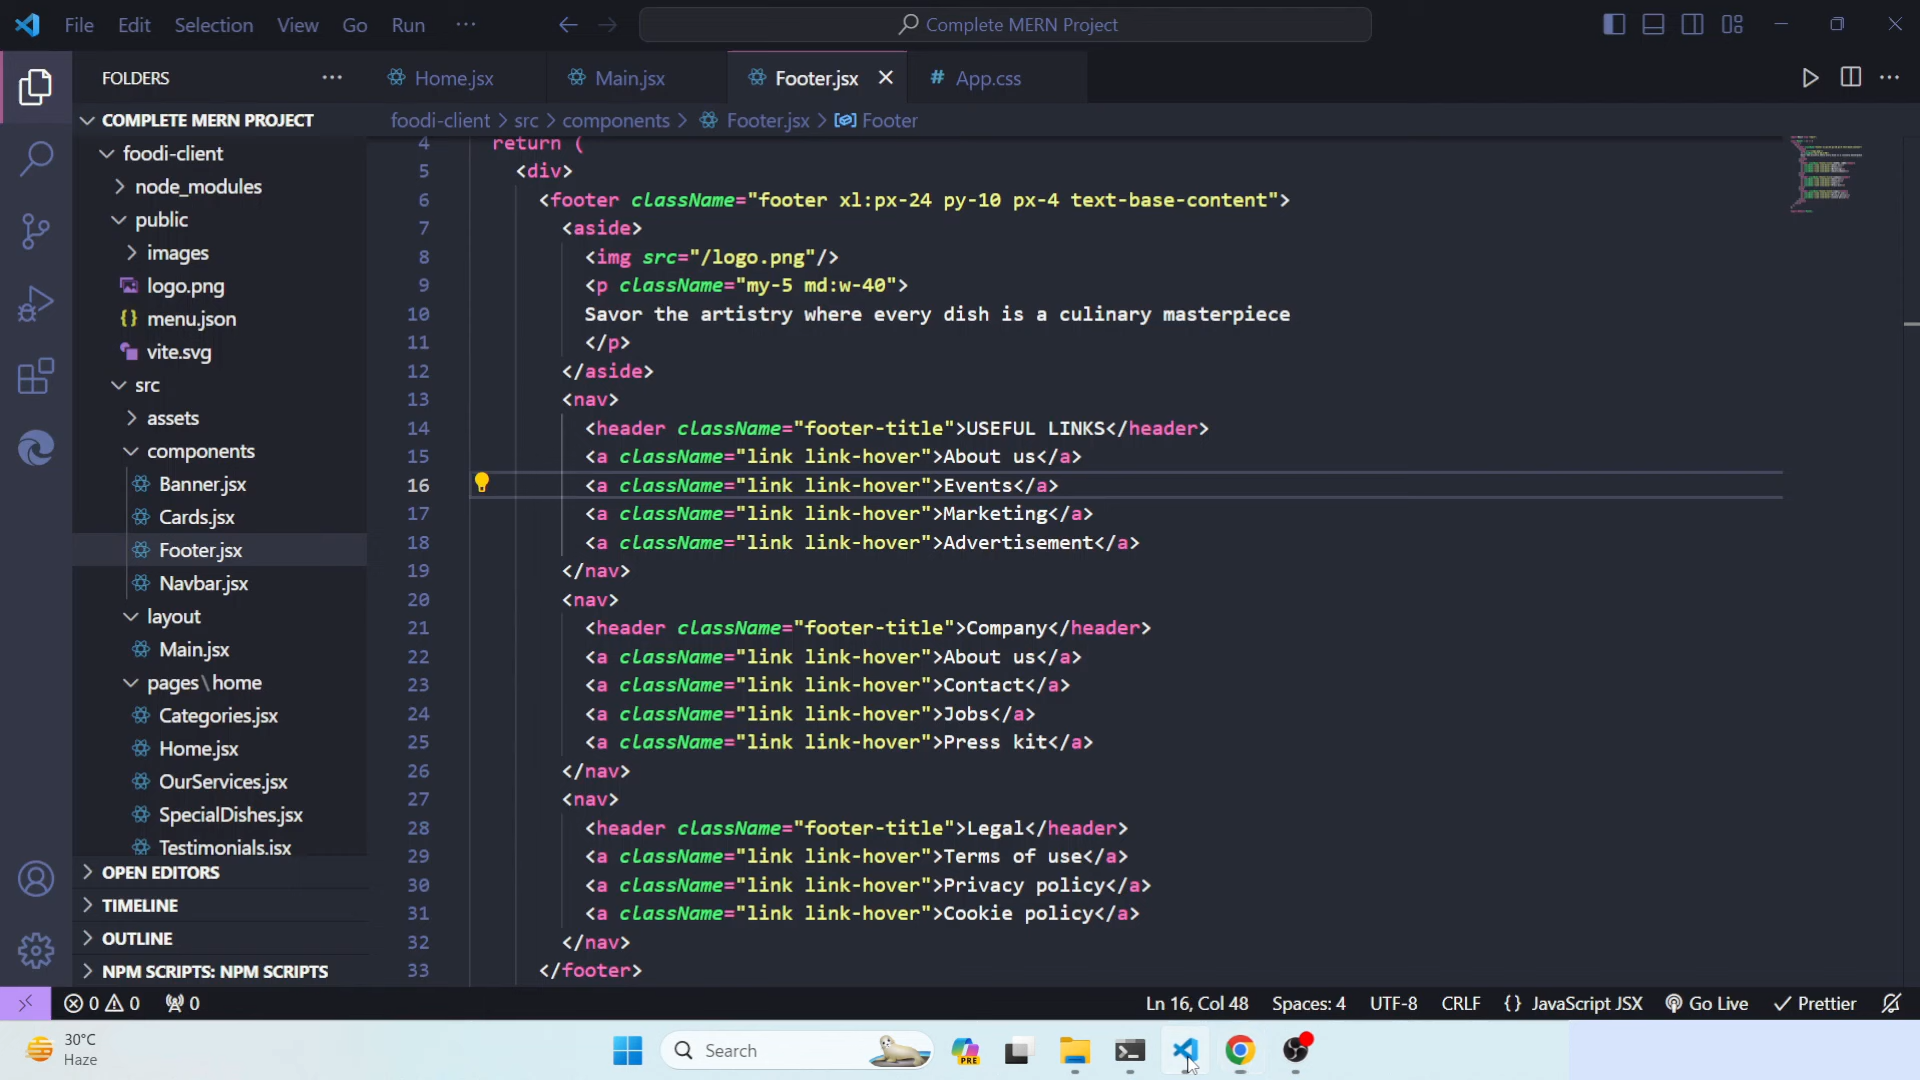 File Edit Selection View Go Run ···
Complete MERN Project
FOLDERS ···
Home.jsx
Main.jsx
Footer.jsx
# App.css
COMPLETE MERN PROJECT
foodi-client
node_modules
public
images
logo.png
{} menu.json
vite.svg
src
assets
components
Banner.jsx
Cards.jsx
Footer.jsx
Navbar.jsx
layout
Main.jsx
pages\home
Categories.jsx
Home.jsx
OurServices.jsx
SpecialDishes.jsx
Testimonials.jsx
OPEN EDITORS
TIMELINE
OUTLINE
NPM SCRIPTS: NPM SCRIPTS
foodi-client > src > components > Footer.jsx > Footer
4 return (
5 <div>
6 <footer className="footer xl:px-24 py-10 px-4 text-base-content">
7 <aside>
8 <img src="/logo.png"/>
9 <p className="my-5 md:w-40">
10 Savor the artistry where every dish is a culinary masterpiece
11 </p>
12 </aside>
13 <nav>
14 <header className="footer-title">USEFUL LINKS</header>
15 <a className="link link-hover">About us</a>
16 <a className="link link-hover">Events</a>
17 <a className="link link-hover">Marketing</a>
18 <a className="link link-hover">Advertisement</a>
19 </nav>
20 <nav>
21 <header className="footer-title">Company</header>
22 <a className="link link-hover">About us</a>
23 <a className="link link-hover">Contact</a>
24 <a className="link link-hover">Jobs</a>
25 <a className="link link-hover">Press kit</a>
26 </nav>
27 <nav>
28 <header className="footer-title">Legal</header>
29 <a className="link link-hover">Terms of use</a>
30 <a className="link link-hover">Privacy policy</a>
31 <a className="link link-hover">Cookie policy</a>
32 </nav>
33 </footer>
0 0 0
Ln 16, Col 48 Spaces: 4 UTF-8 CRLF {} JavaScript JSX Go Live Prettier
30°C
Haze
Search
PRE